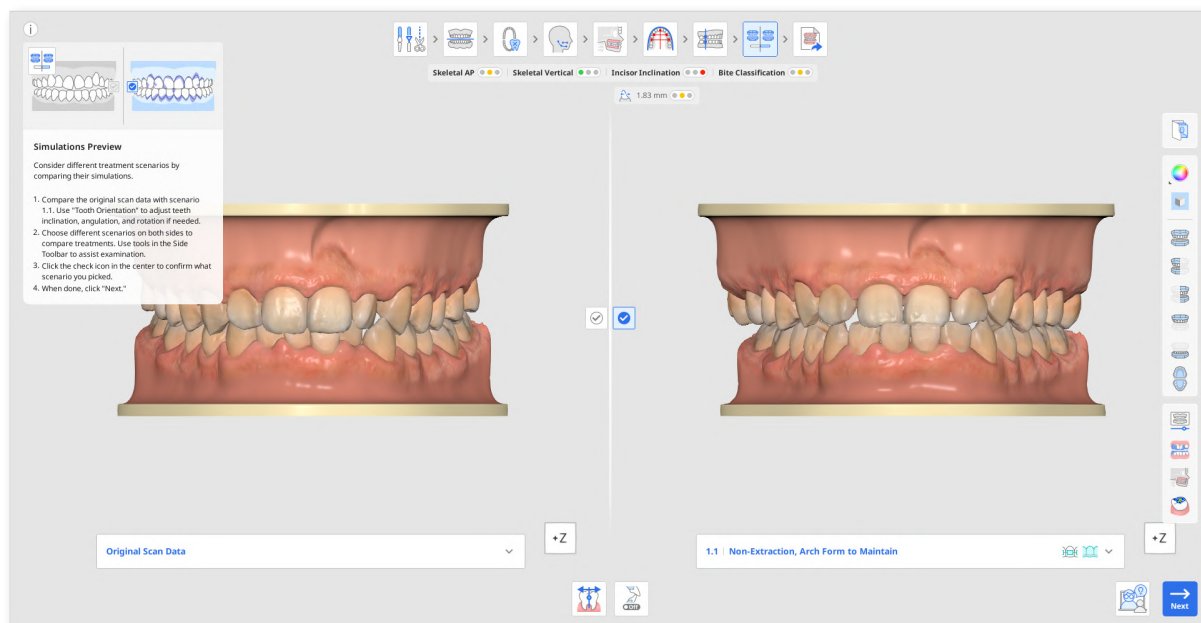 Skeletal AP
Skeletal Vertical
Incisor Inclination
Bite Classification
1.83 mm
Simulations Preview
Consider different treatment scenarios by
comparing their simulations.
1. Compare the original scan data with scenario
1.1. Use "Tooth Orientation" to adjust teeth
inclination, angulation, and rotation if needed.
2. Choose different scenarios on both sides to
compare treatments. Use tools in the Side
Toolbar to assist examination.
3. Click the check icon in the center to confirm what
scenario you picked.
4. When done, click "Next."
+Z
+Z
Original Scan Data
1.1 | Non-Extraction, Arch Form to Maintain
Off
Next